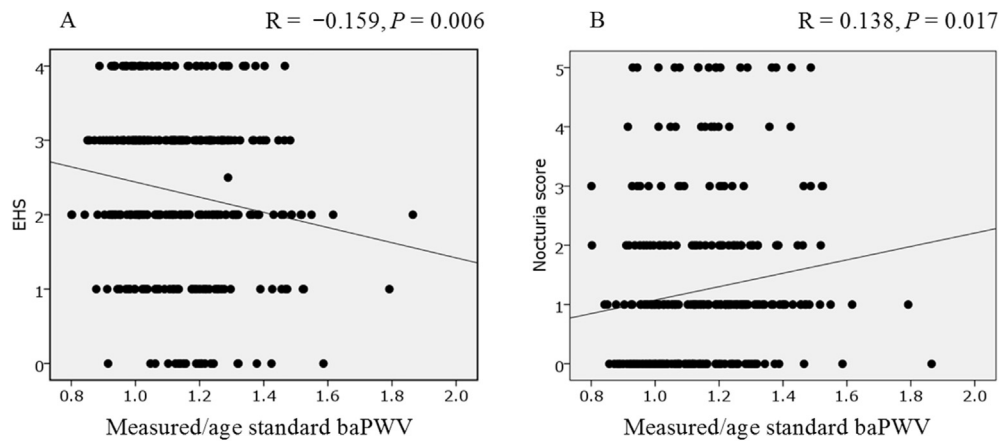 A
R = −0.159, P = 0.006
EHS
4
3
2
1
0
0.8 1.0 1.2 1.4 1.6 1.8 2.0
Measured/age standard baPWV
B
R = 0.138, P = 0.017
Nocturia score
5
4
3
2
1
0
0.8 1.0 1.2 1.4 1.6 1.8 2.0
Measured/age standard baPWV